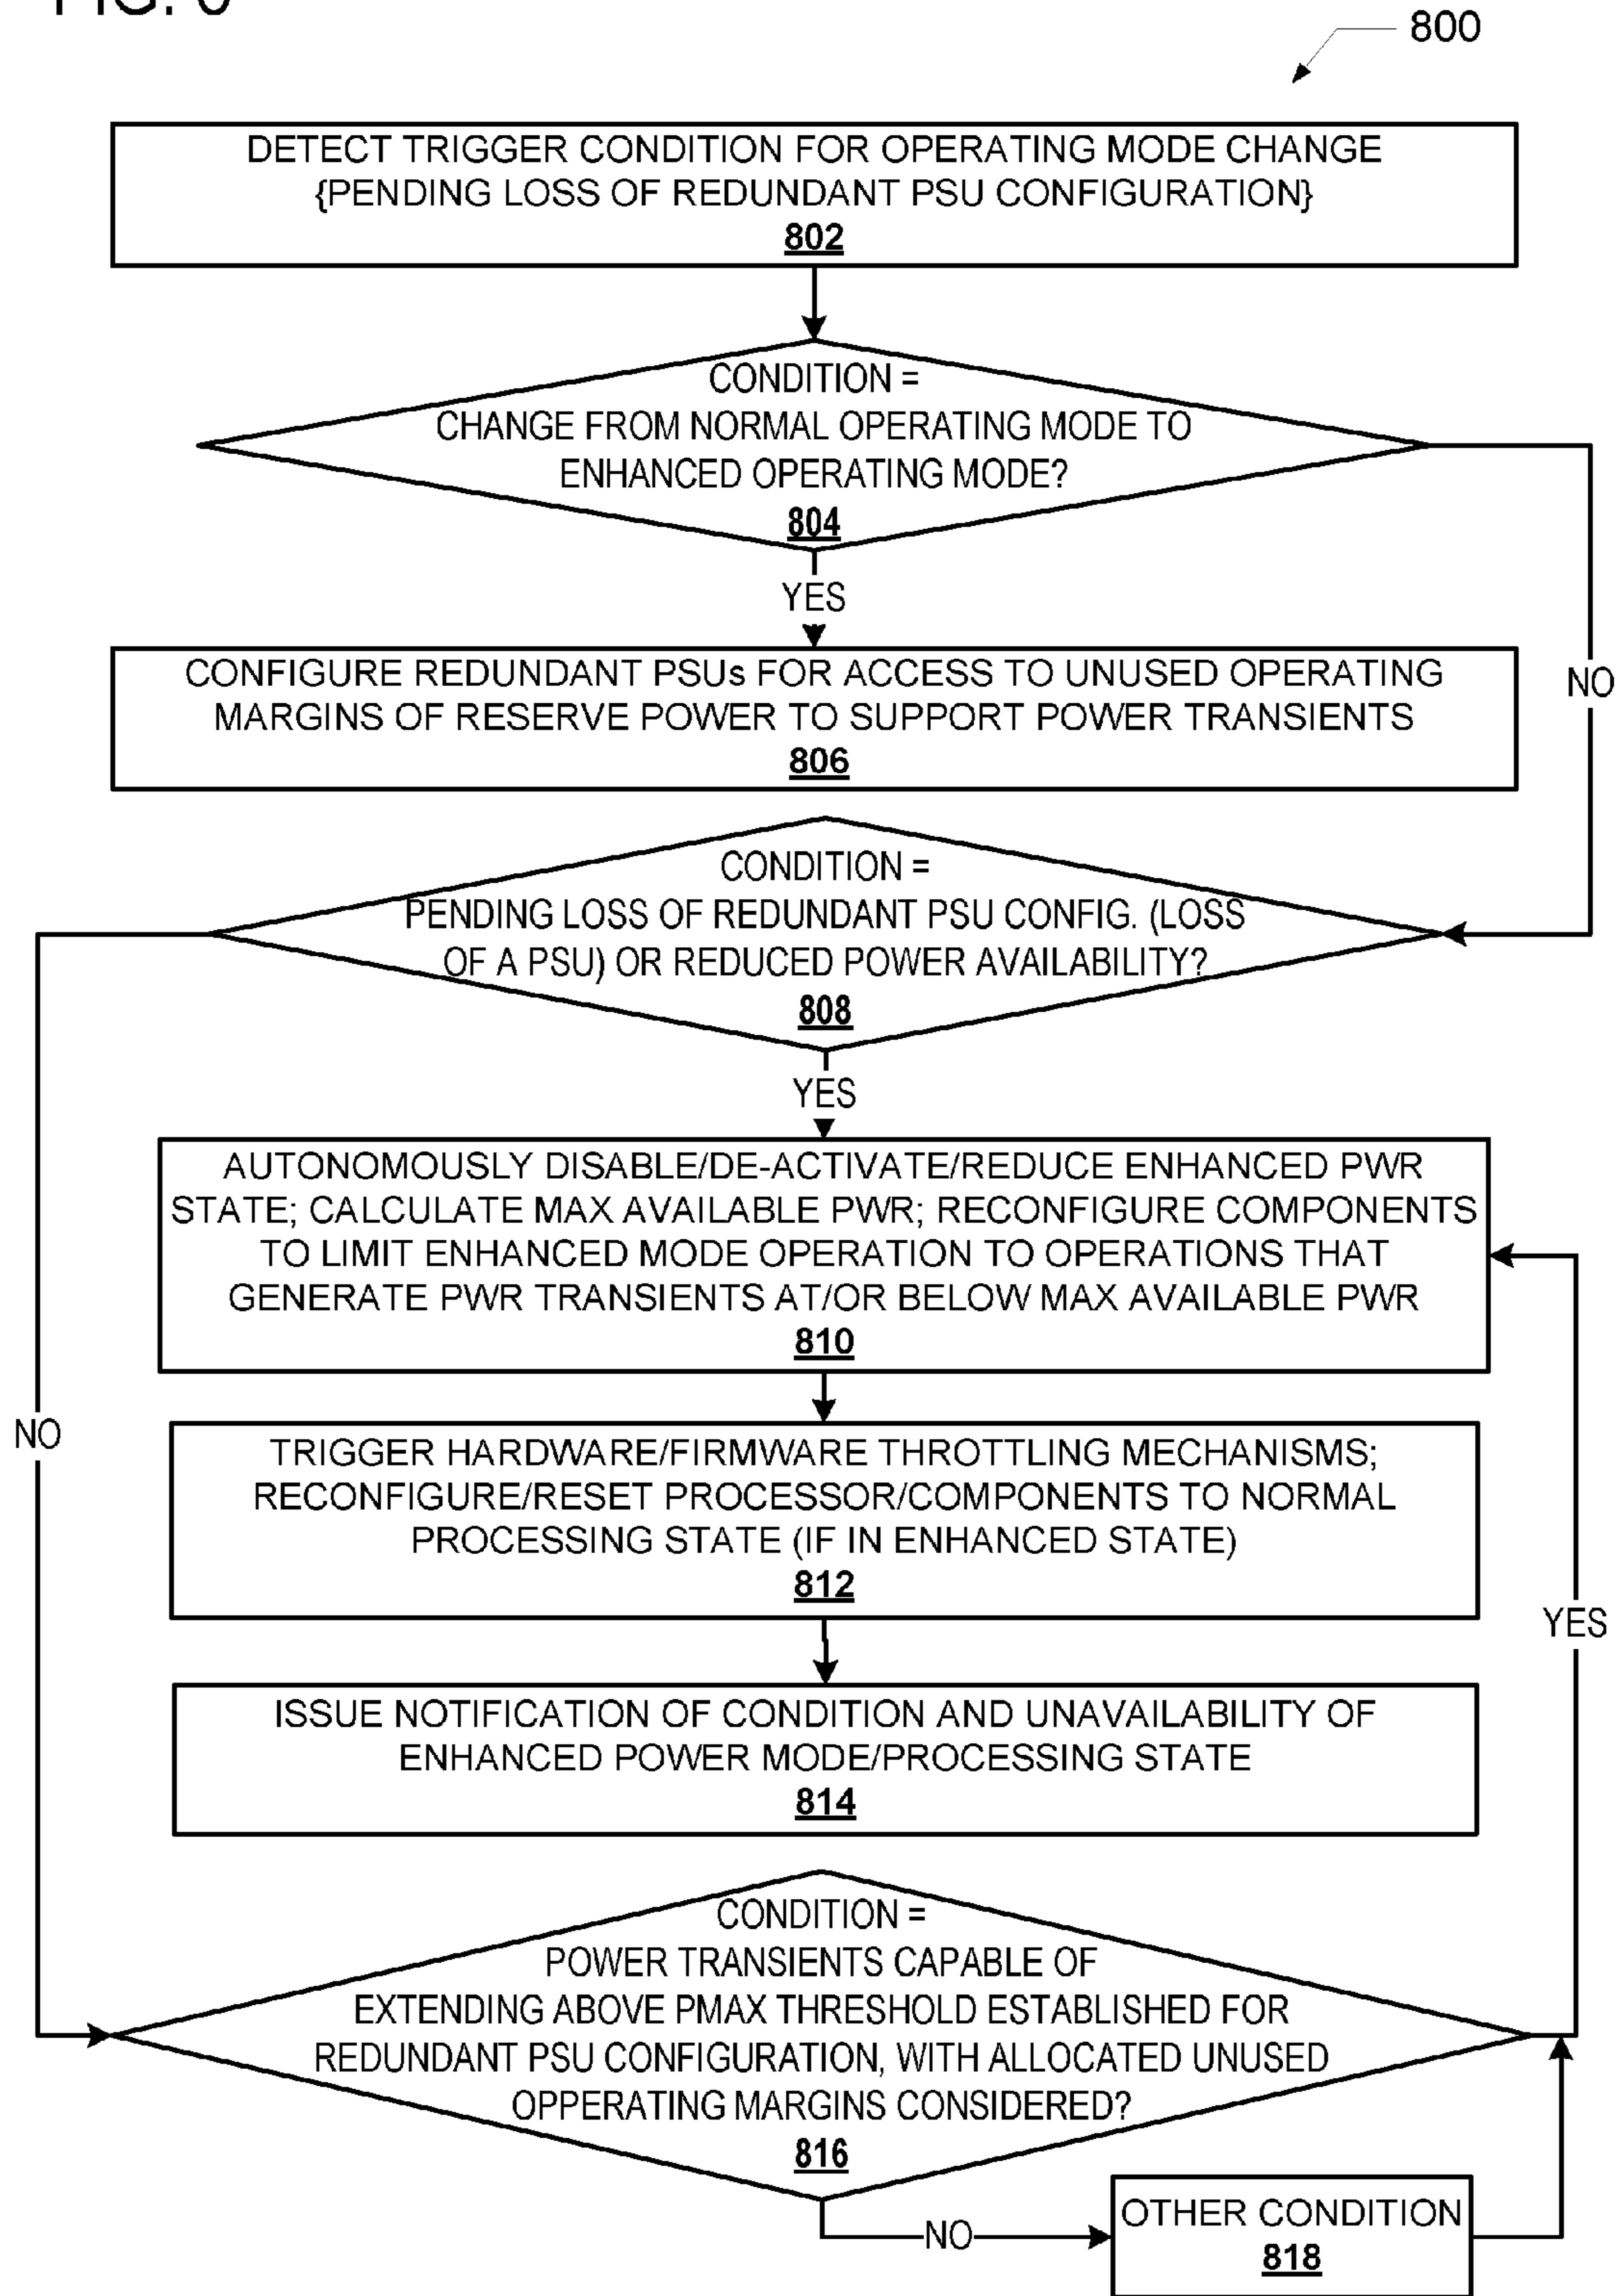 800
DETECT TRIGGER CONDITION FOR OPERATING MODE CHANGE
{PENDING LOSS OF REDUNDANT PSU CONFIGURATION}
802
CONDITION =
CHANGE FROM NORMAL OPERATING MODE TO
ENHANCED OPERATING MODE?
804
YES
NO
CONFIGURE REDUNDANT PSUs FOR ACCESS TO UNUSED OPERATING
MARGINS OF RESERVE POWER TO SUPPORT POWER TRANSIENTS
806
CONDITION =
PENDING LOSS OF REDUNDANT PSU CONFIG. (LOSS
OF A PSU) OR REDUCED POWER AVAILABILITY?
808
YES
NO
AUTONOMOUSLY DISABLE/DE-ACTIVATE/REDUCE ENHANCED PWR
STATE; CALCULATE MAX AVAILABLE PWR; RECONFIGURE COMPONENTS
TO LIMIT ENHANCED MODE OPERATION TO OPERATIONS THAT
GENERATE PWR TRANSIENTS AT/OR BELOW MAX AVAILABLE PWR
810
TRIGGER HARDWARE/FIRMWARE THROTTLING MECHANISMS;
RECONFIGURE/RESET PROCESSOR/COMPONENTS TO NORMAL
PROCESSING STATE (IF IN ENHANCED STATE)
812
YES
ISSUE NOTIFICATION OF CONDITION AND UNAVAILABILITY OF
ENHANCED POWER MODE/PROCESSING STATE
814
CONDITION =
POWER TRANSIENTS CAPABLE OF
EXTENDING ABOVE PMAX THRESHOLD ESTABLISHED FOR
REDUNDANT PSU CONFIGURATION, WITH ALLOCATED UNUSED
OPPERATING MARGINS CONSIDERED?
816
NO
OTHER CONDITION
818